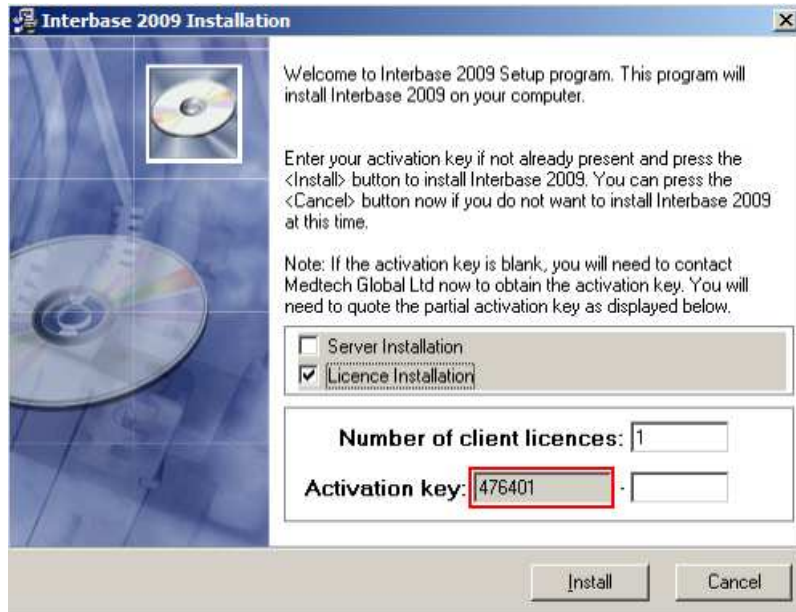 Interbase 2009 Installation
Welcome to Interbase 2009 Setup program. This program will
install Interbase 2009 on your computer.
Enter your activation key if not already present and press the
<Install> button to install Interbase 2009. You can press the
<Cancel> button now if you do not want to install Interbase 2009
at this time.
Note: If the activation key is blank, you will need to contact
Medtech Global Ltd now to obtain the activation key. You will
need to quote the partial activation key as displayed below.
Server Installation
Licence Installation
Number of client licences: 1
Activation key: 476401 -
Install Cancel